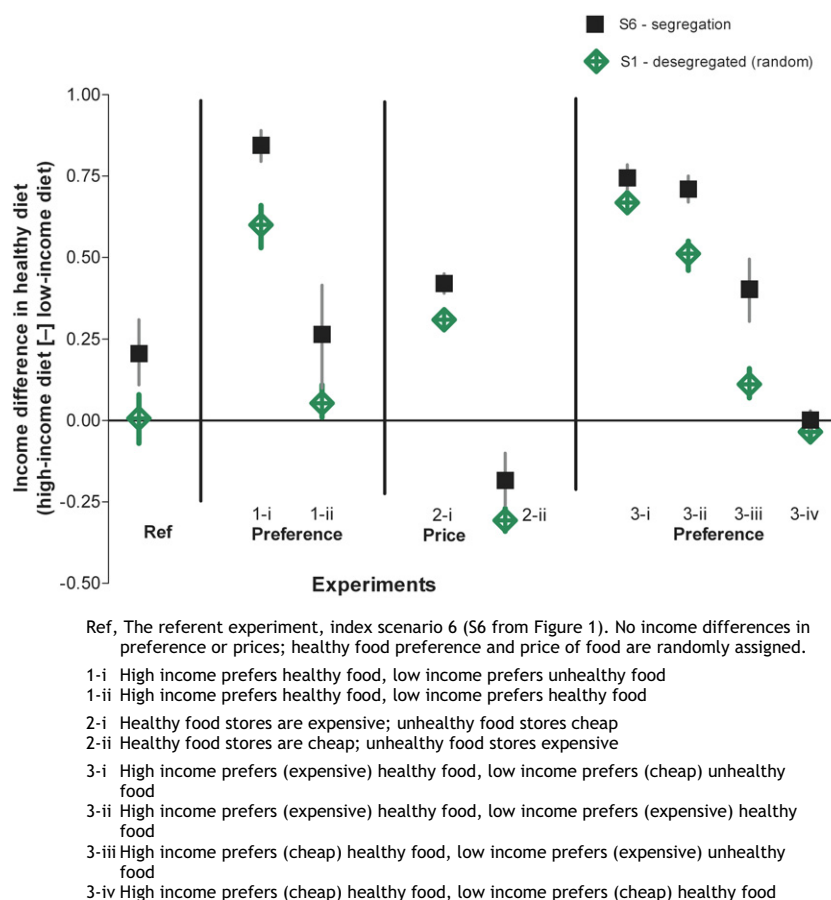 S6 - segregation
S1 - desegregated (random)
Income difference in healthy diet
(high-income diet [–] low-income diet)
1.00
0.75
0.50
0.25
0.00
-0.25
-0.50
1-i 1-ii 2-i 2-ii 3-i 3-ii 3-iii 3-iv
Ref Preference Price Preference
Experiments
Ref, The referent experiment, index scenario 6 (S6 from Figure 1). No income differences in
preference or prices; healthy food preference and price of food are randomly assigned.
1-i High income prefers healthy food, low income prefers unhealthy food
1-ii High income prefers healthy food, low income prefers healthy food
2-i Healthy food stores are expensive; unhealthy food stores cheap
2-ii Healthy food stores are cheap; unhealthy food stores expensive
3-i High income prefers (expensive) healthy food, low income prefers (cheap) unhealthy
food
3-ii High income prefers (expensive) healthy food, low income prefers (expensive) healthy
food
3-iii High income prefers (cheap) healthy food, low income prefers (expensive) unhealthy
food
3-iv High income prefers (cheap) healthy food, low income prefers (cheap) healthy food